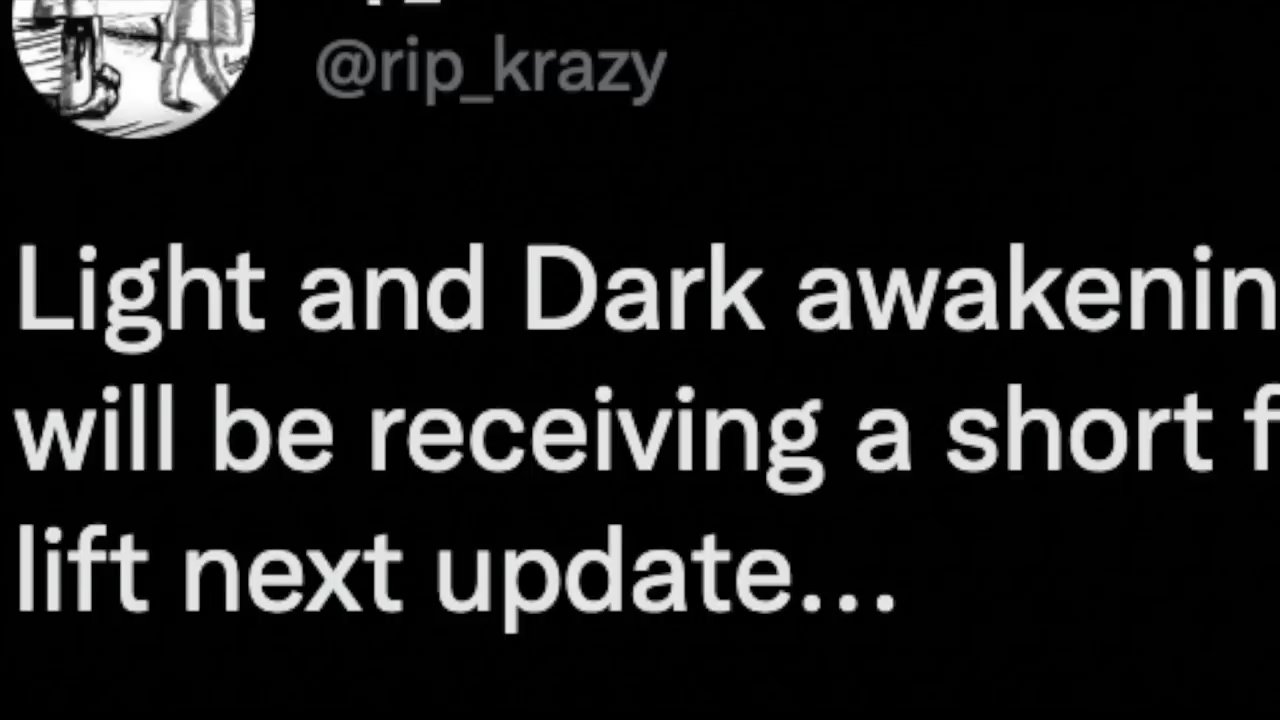 @rip_krazy
Light and Dark awakenin
will be receiving a short f
lift next update...